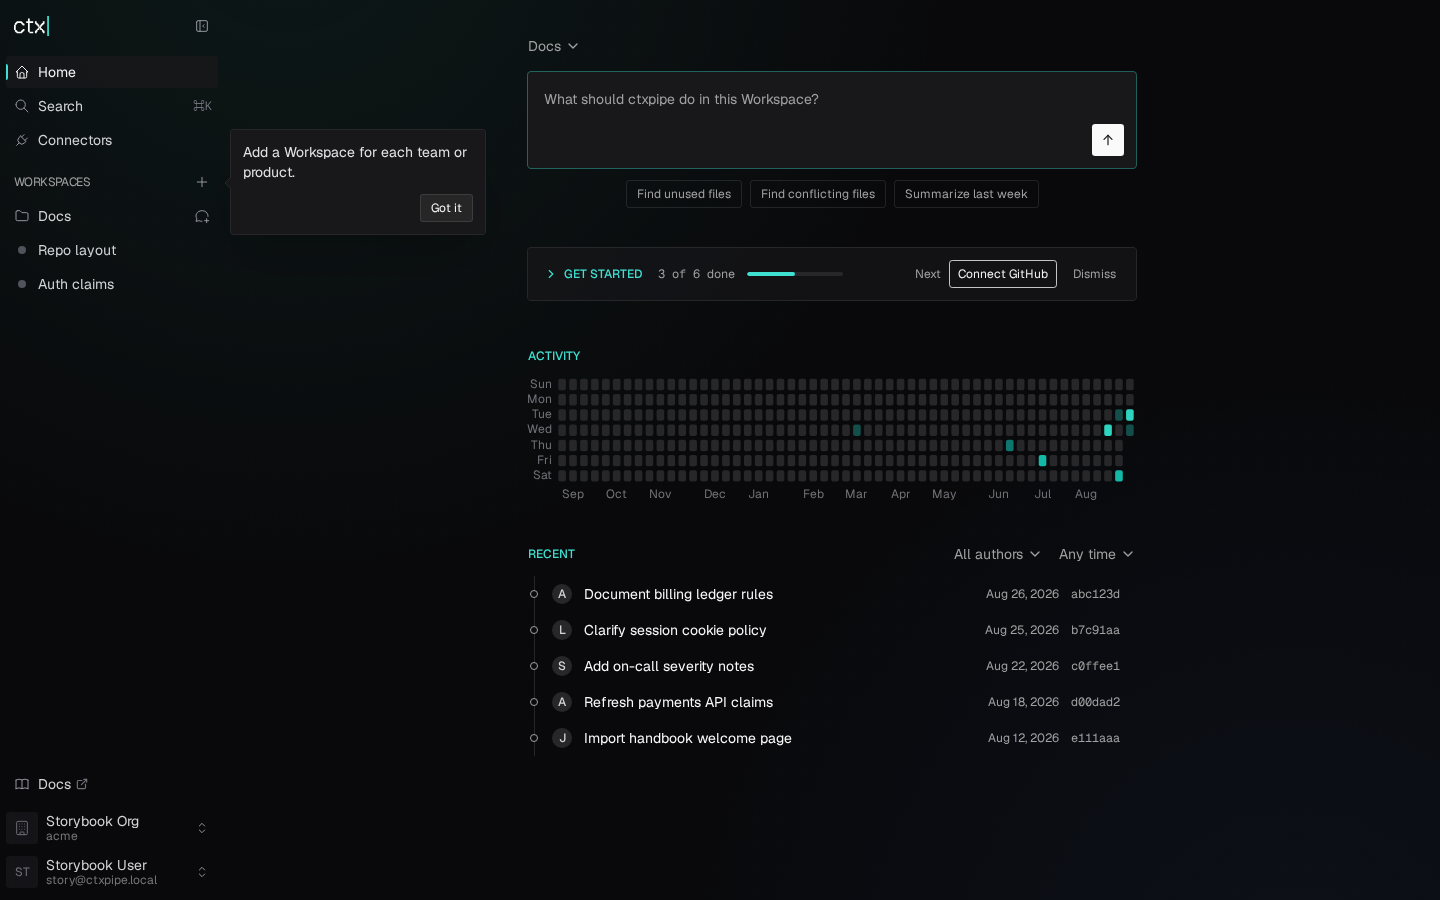 ctx
Home
Search ⌘K
Connectors
WORKSPACES
Docs
Repo layout
Auth claims
Add a Workspace for each team or
product.
Got it
Docs
What should ctxpipe do in this Workspace?
Find unused files
Find conflicting files
Summarize last week
GET STARTED 3 of 6 done Next Connect GitHub Dismiss
ACTIVITY
Sun
Mon
Tue
Wed
Thu
Fri
Sat
Sep Oct Nov Dec Jan Feb Mar Apr May Jun Jul Aug
RECENT All authors Any time
A Document billing ledger rules Aug 26, 2026 abc123d
L Clarify session cookie policy Aug 25, 2026 b7c91aa
S Add on-call severity notes Aug 22, 2026 c0ffee1
A Refresh payments API claims Aug 18, 2026 d00dad2
J Import handbook welcome page Aug 12, 2026 e111aaa
Docs
Storybook Org
acme
ST Storybook User
story@ctxpipe.local